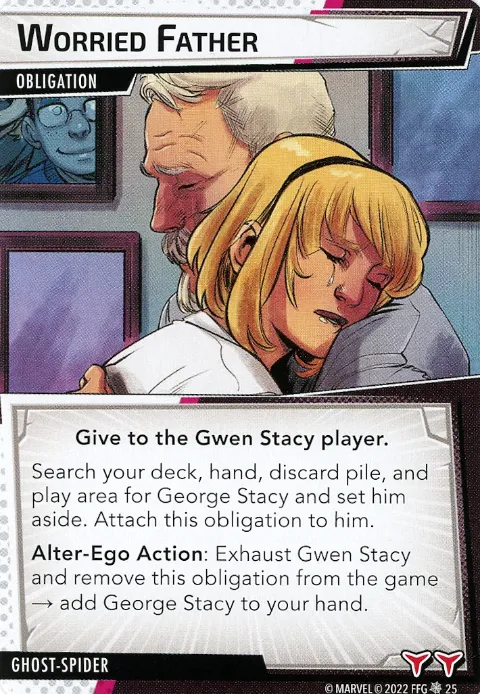 WORRIED FATHER
OBLIGATION
Give to the Gwen Stacy player.
Search your deck, hand, discard pile, and
play area for George Stacy and set him
aside. Attach this obligation to him.
Alter-Ego Action: Exhaust Gwen Stacy
and remove this obligation from the game
→ add George Stacy to your hand.
GHOST-SPIDER
© MARVEL © 2022 FFG 25